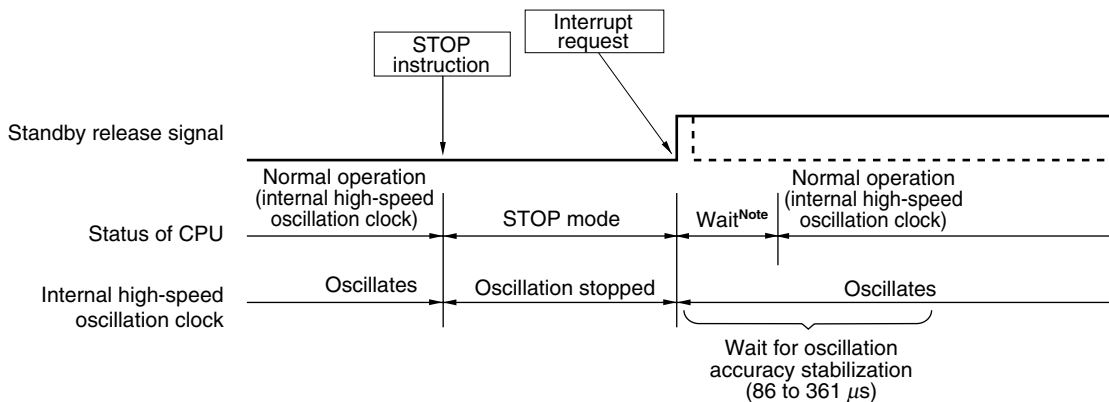 STOP
instruction
Interrupt
request
Standby release signal
Normal operation
(internal high-speed
oscillation clock)
Normal operation
(internal high-speed
oscillation clock)
Status of CPU
STOP mode
Wait^Note
Internal high-speed
oscillation clock
Oscillates
Oscillation stopped
Oscillates
Wait for oscillation
accuracy stabilization
(86 to 361 μs)